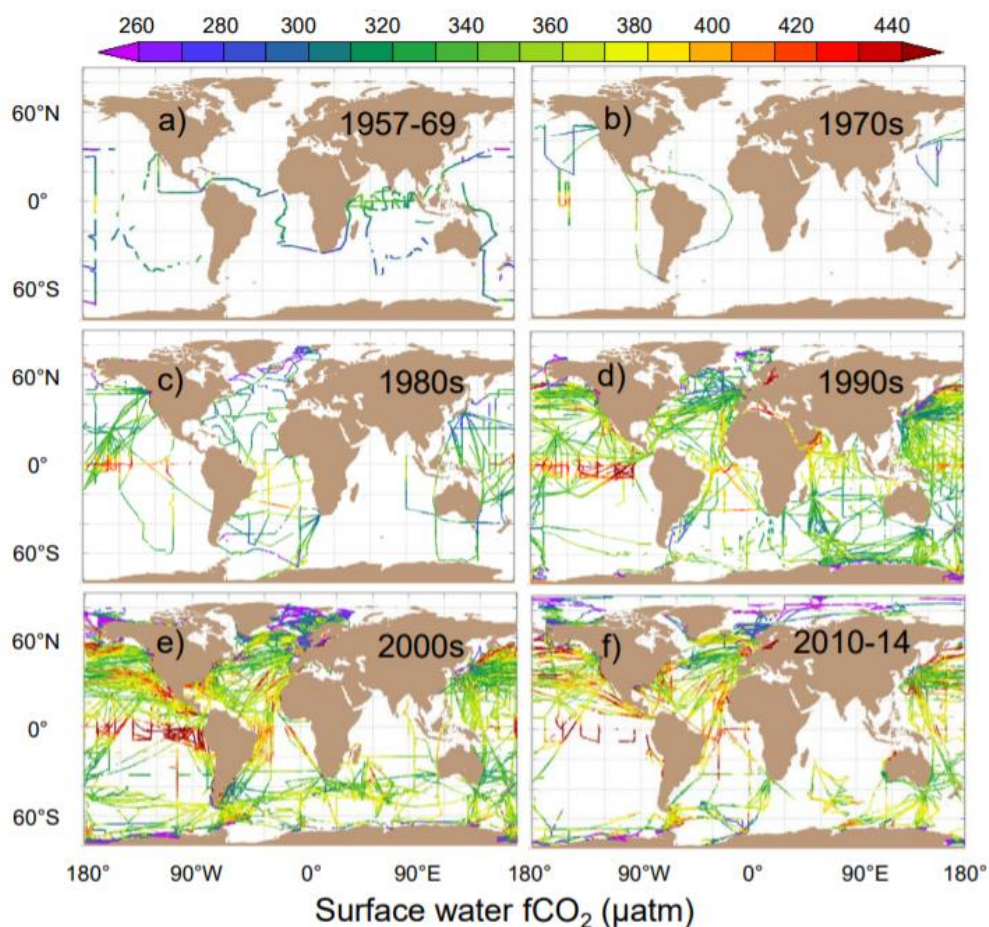 260 280 300 320 340 360 380 400 420 440
a) 1957-69
b) 1970s
60°N
0°
60°S
c) 1980s
d) 1990s
60°N
0°
60°S
e) 2000s
f) 2010-14
60°N
0°
60°S
180° 90°W 0° 90°E 180° 90°W 0° 90°E 180°
Surface water fCO₂ (µatm)